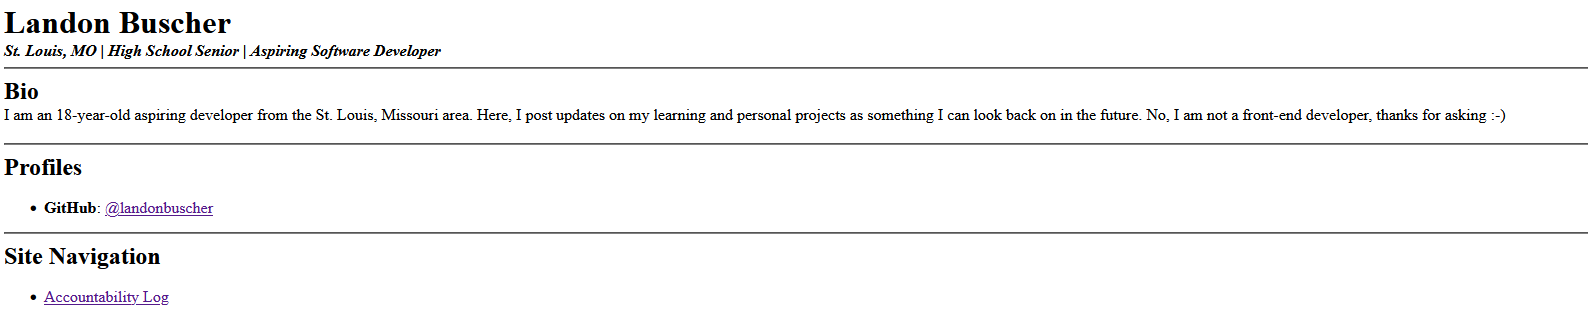 Landon Buscher
St. Louis, MO | High School Senior | Aspiring Software Developer
Bio
I am an 18-year-old aspiring developer from the St. Louis, Missouri area. Here, I post updates on my learning and personal projects as something I can look back on in the future. No, I am not a front-end developer, thanks for asking :-)
Profiles
• GitHub: @landonbuscher
Site Navigation
• Accountability Log